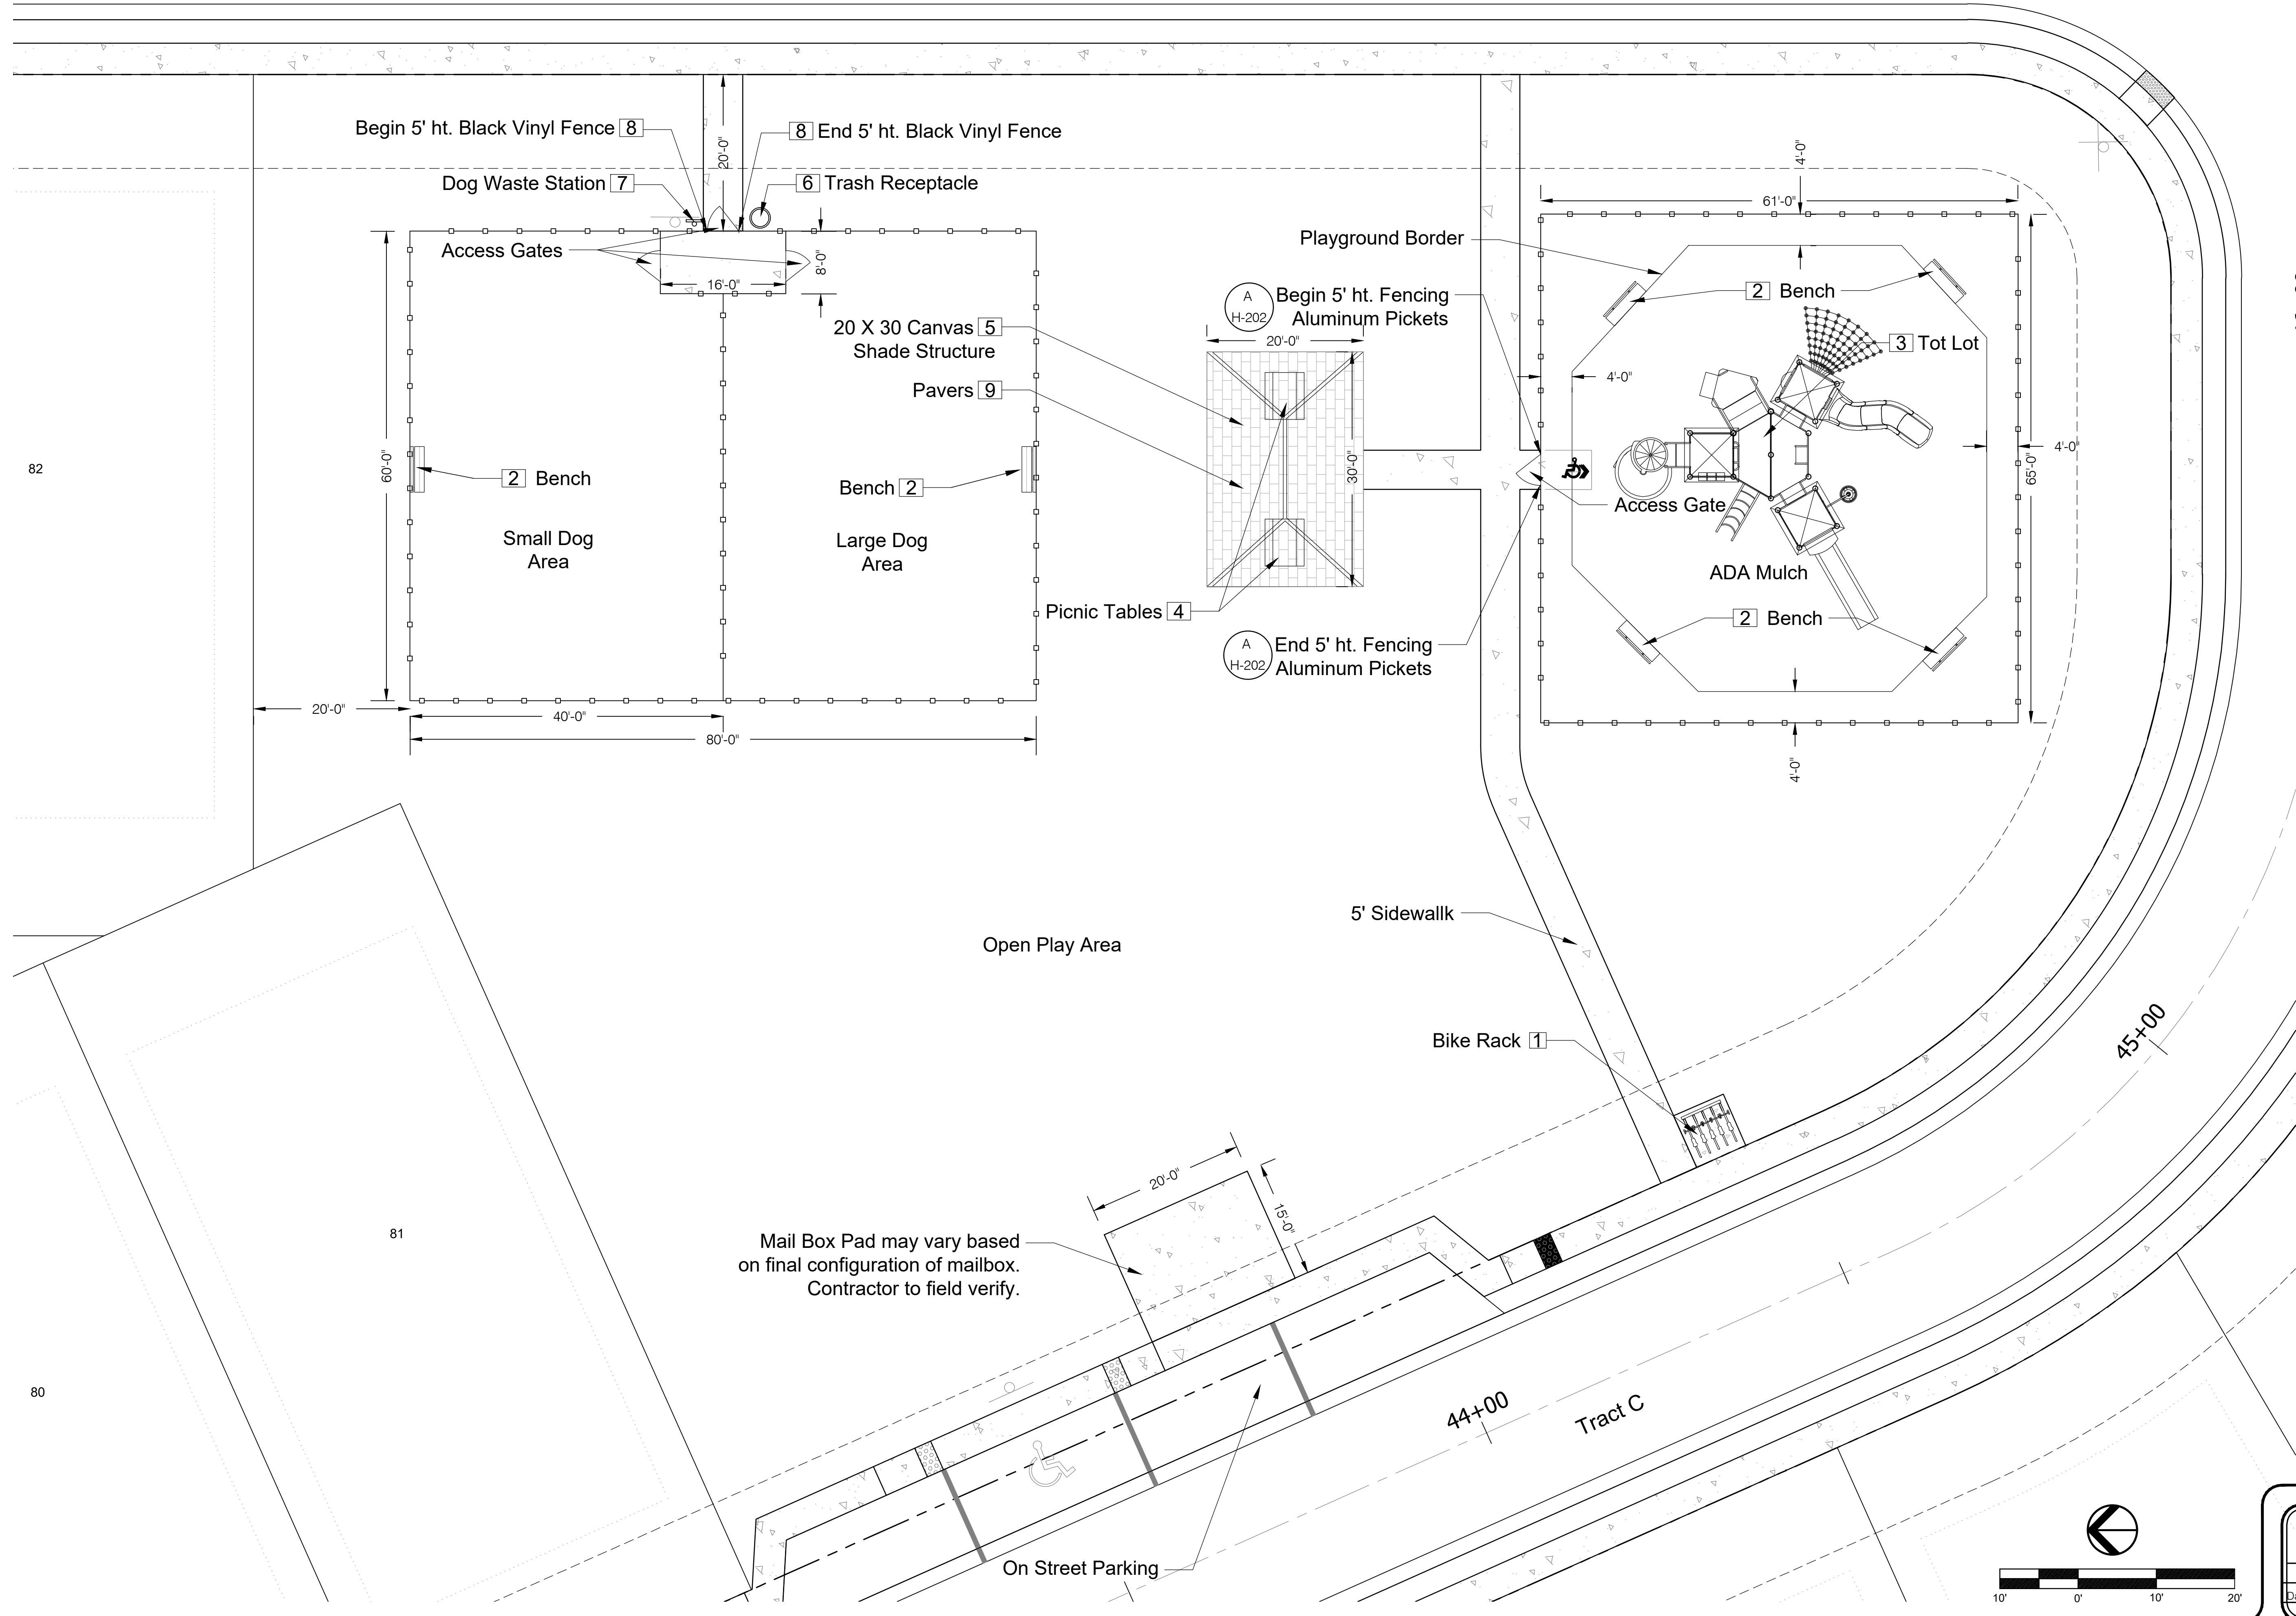 Begin 5' ht. Black Vinyl Fence 8
8 End 5' ht. Black Vinyl Fence
20'-0"
Dog Waste Station 7
6 Trash Receptacle
Access Gates
8'-0"
16'-0"
20 X 30 Canvas 5
Shade Structure
Pavers 9
60'-0"
2 Bench
Bench 2
Small Dog
Area
Large Dog
Area
20'-0"
40'-0"
80'-0"
Picnic Tables 4
A
H-202
Begin 5' ht. Fencing
Aluminum Pickets
20'-0"
30'-0"
A
H-202
End 5' ht. Fencing
Aluminum Pickets
4'-0"
61'-0"
Playground Border
2 Bench
3 Tot Lot
4'-0"
4'-0"
65'-0"
Access Gate
ADA Mulch
2 Bench
4'-0"
82
81
80
Open Play Area
5' Sidewallk
Bike Rack 1
45+00
20'-0"
15'-0"
Mail Box Pad may vary based
on final configuration of mailbox.
Contractor to field verify.
44+00
Tract C
On Street Parking
10' 0' 10' 20'